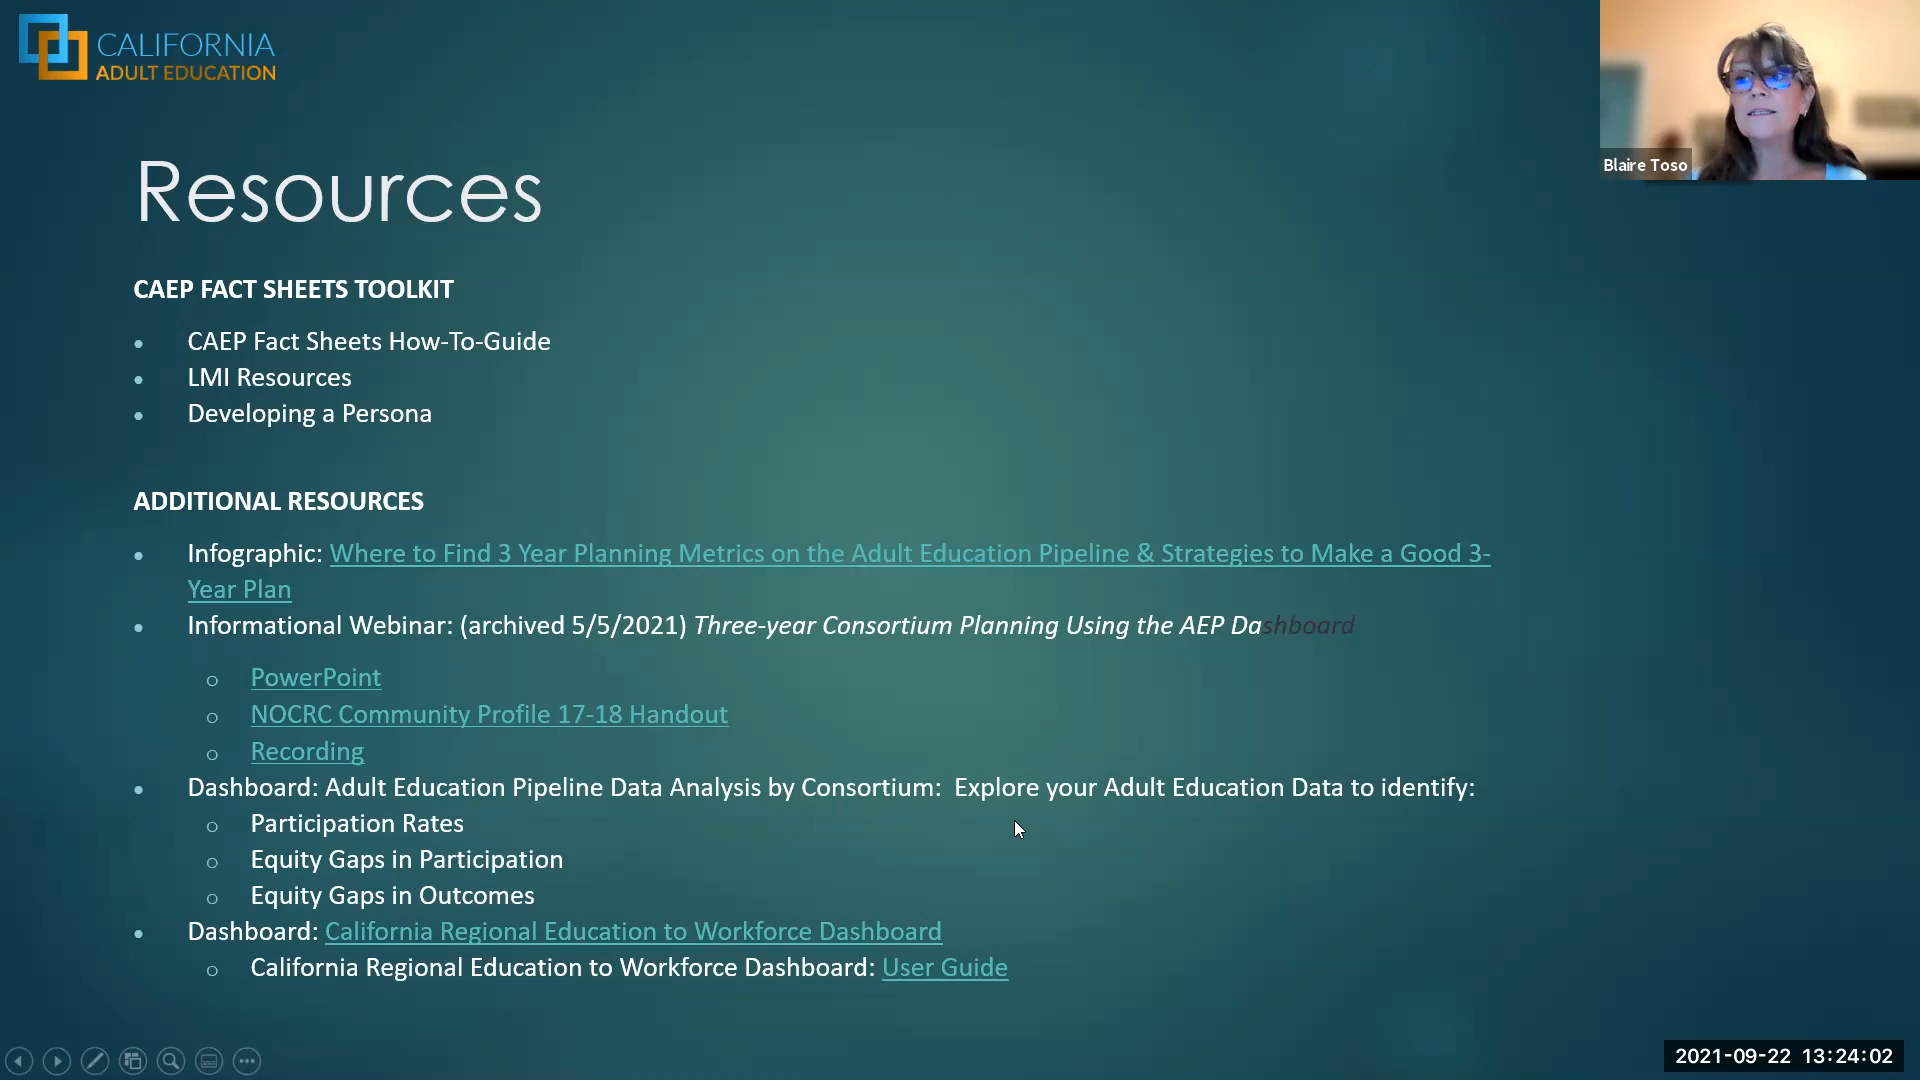 CALIFORNIA
ADULT EDUCATION
Blaire Toso
Resources
CAEP FACT SHEETS TOOLKIT
• CAEP Fact Sheets How-To-Guide
• LMI Resources
• Developing a Persona
ADDITIONAL RESOURCES
• Infographic: Where to Find 3 Year Planning Metrics on the Adult Education Pipeline & Strategies to Make a Good 3-
Year Plan
• Informational Webinar: (archived 5/5/2021) Three-year Consortium Planning Using the AEP Dashboard
o PowerPoint
o NOCRC Community Profile 17-18 Handout
o Recording
• Dashboard: Adult Education Pipeline Data Analysis by Consortium:  Explore your Adult Education Data to identify:
o Participation Rates
o Equity Gaps in Participation
o Equity Gaps in Outcomes
• Dashboard: California Regional Education to Workforce Dashboard
o California Regional Education to Workforce Dashboard: User Guide
2021-09-22 13:24:02